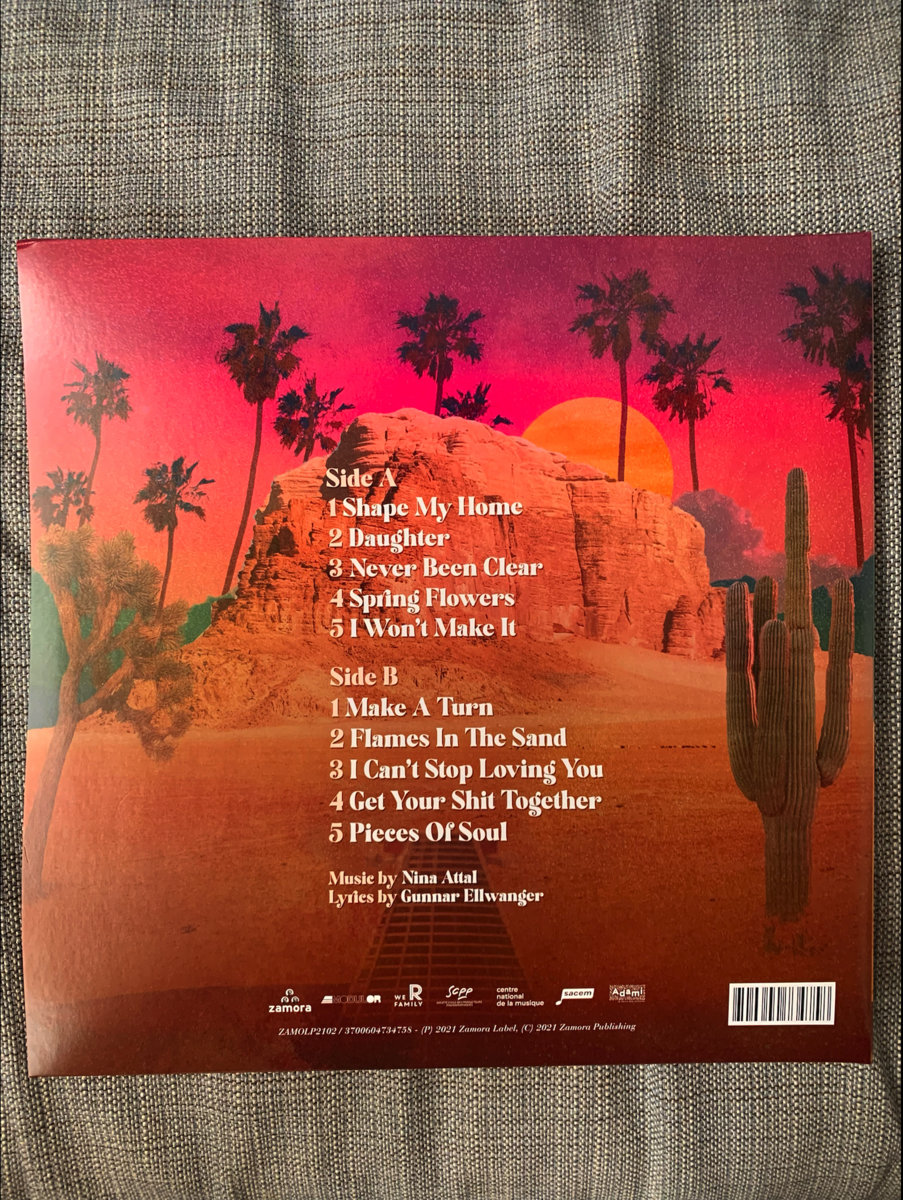 Side A
1 Shape My Home
2 Daughter
3 Never Been Clear
4 Spring Flowers
5 I Won't Make It
Side B
1 Make A Turn
2 Flames In The Sand
3 I Can't Stop Loving You
4 Get Your Shit Together
5 Pieces Of Soul
Music by Nina Attal
Lyrics by Gunnar Ellwanger
zamora
MODULOR
WE R
FAMILY
scpp
centre
national
de la musique
sacem
Adami
ZAMOLP2102 / 3700604734758 - (P) 2021 Zamora Label, (C) 2021 Zamora Publishing